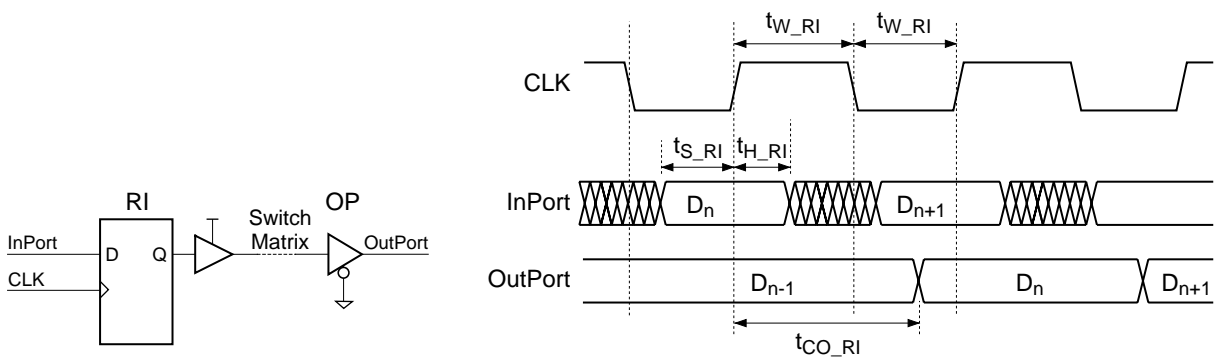 RI
OP
Switch
Matrix
InPort
D
Q
OutPort
CLK
tW_RI
tW_RI
CLK
tS_RI
tH_RI
InPort
Dn
Dn+1
OutPort
Dn-1
Dn
Dn+1
tCO_RI